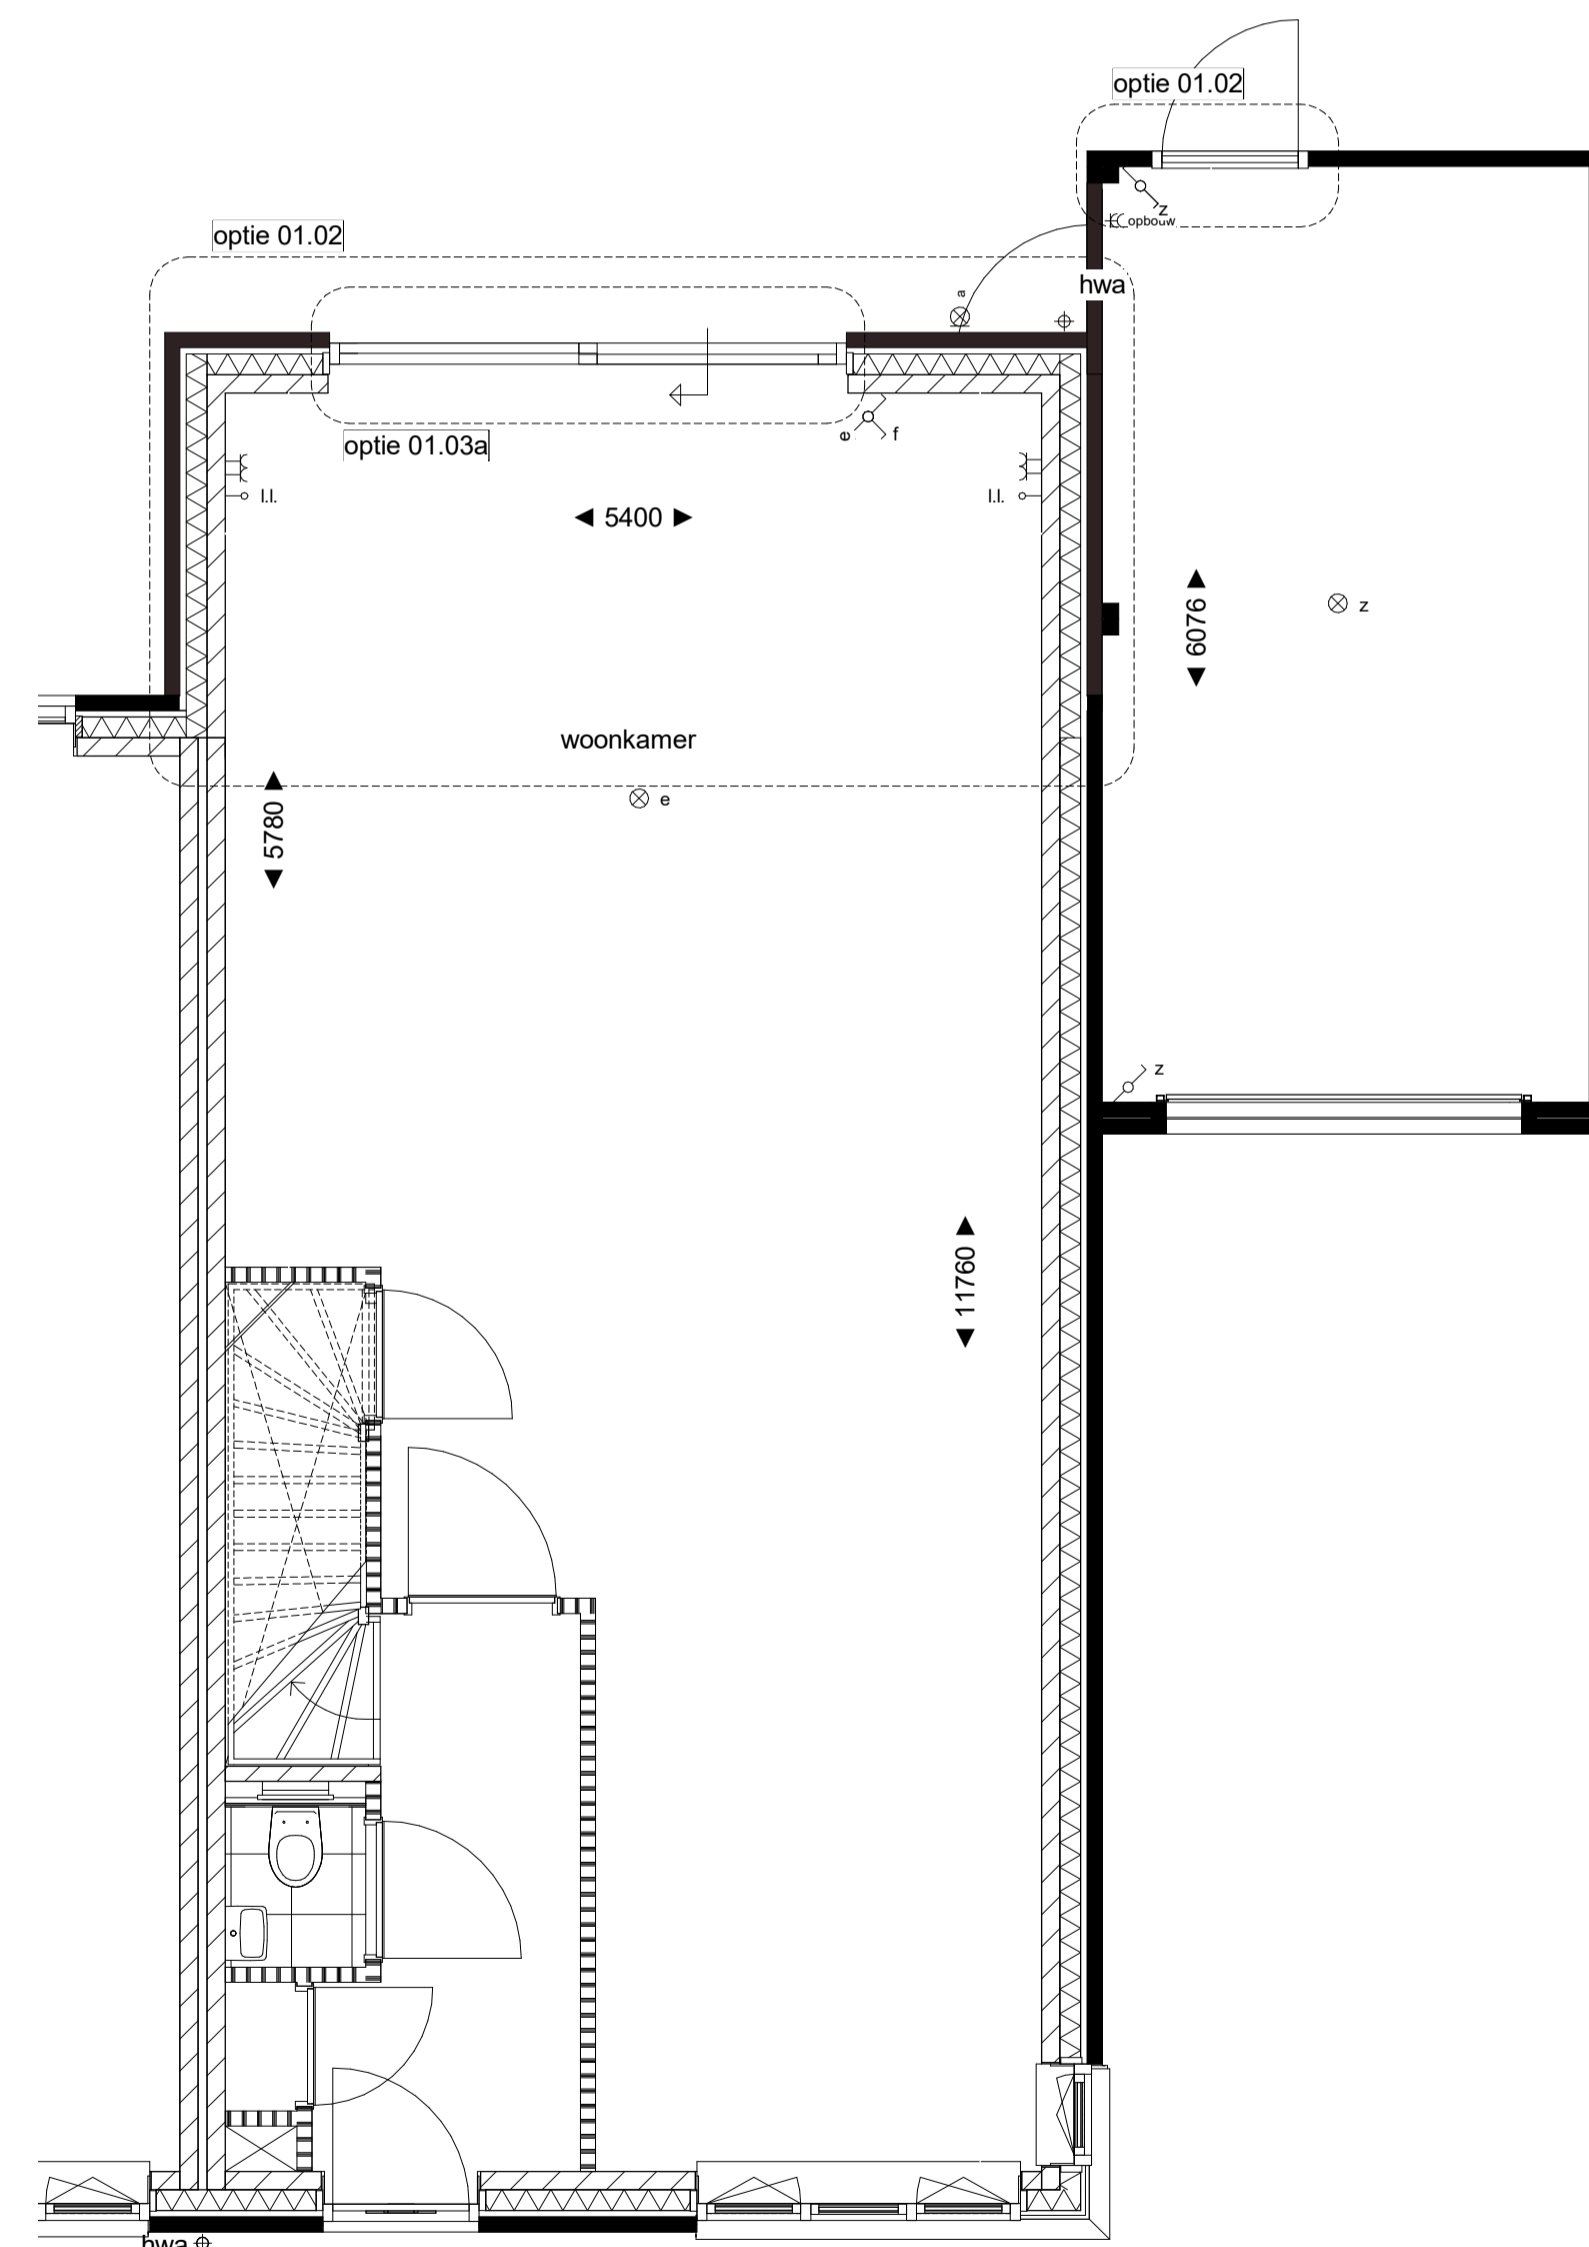 optie 01.02
z
opbouw
optie 01.02
hwa
a
optie 01.03a
e
f
l.l.
l.l.
◄ 5400 ►
◄ 6076 ►
z
woonkamer
e
◄ 5780 ►
z
◄ 11760 ►
hwa